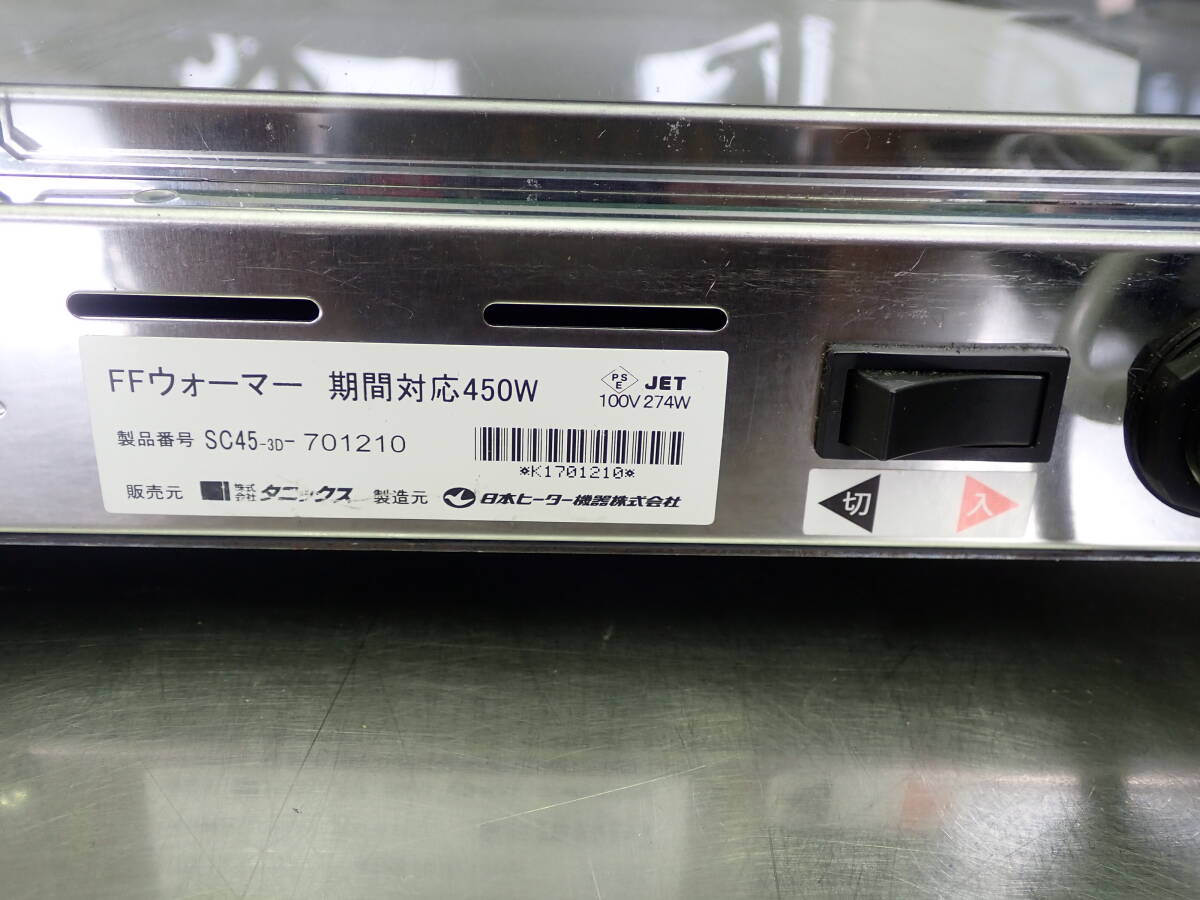 FFウォーマー 期間対応450W
PS
E
JET
100V 274W
製品番号 SC45-3D-701210
*K1701210*
販売元 株式会社 タニックス 製造元 日本ヒーター機器株式会社
切 入